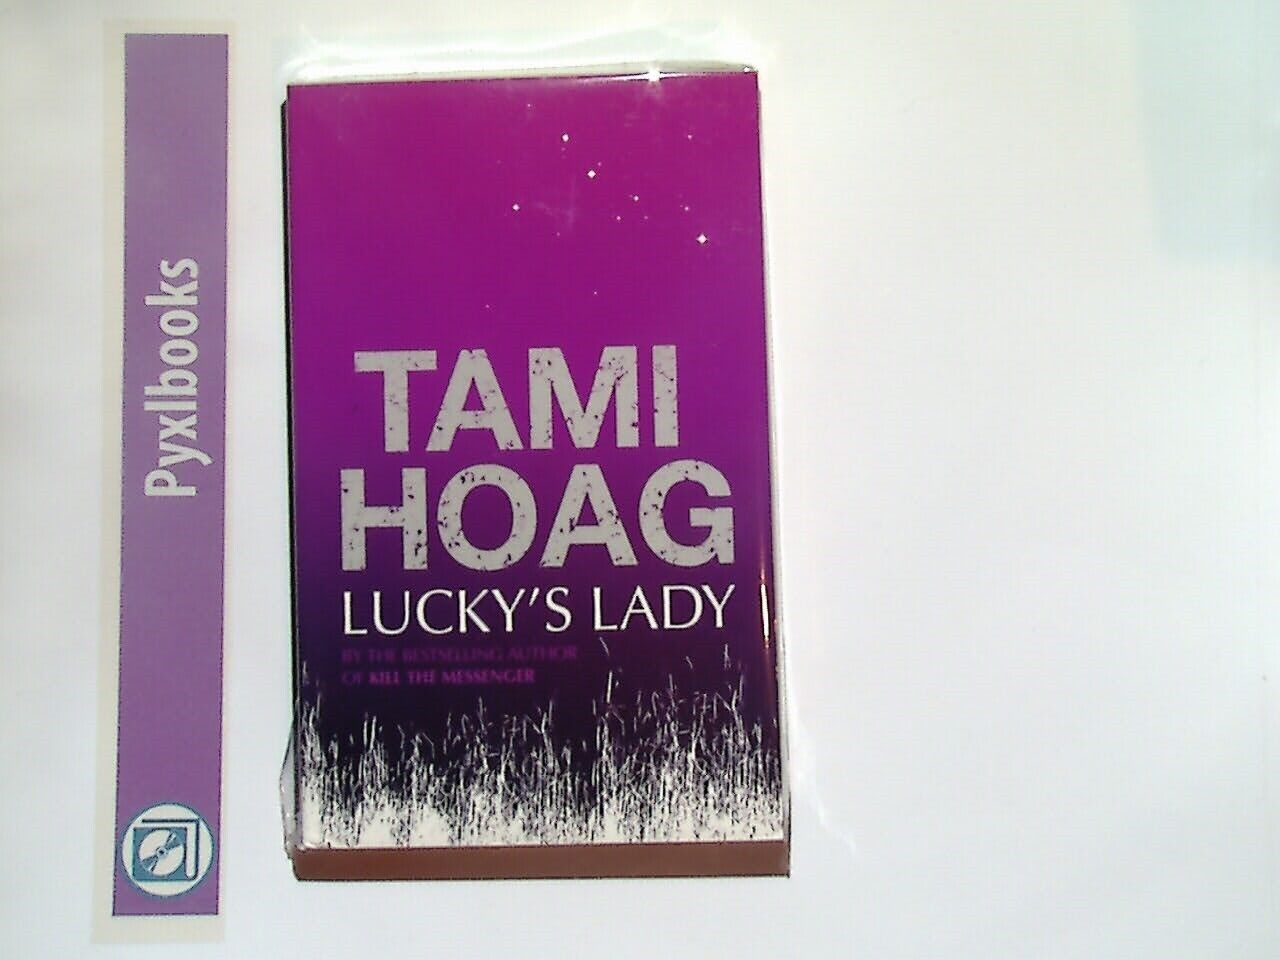 Pyxlbooks
TAMI
HOAG
LUCKY'S LADY
BY THE BESTSELLING AUTHOR
OF KILL THE MESSENGER